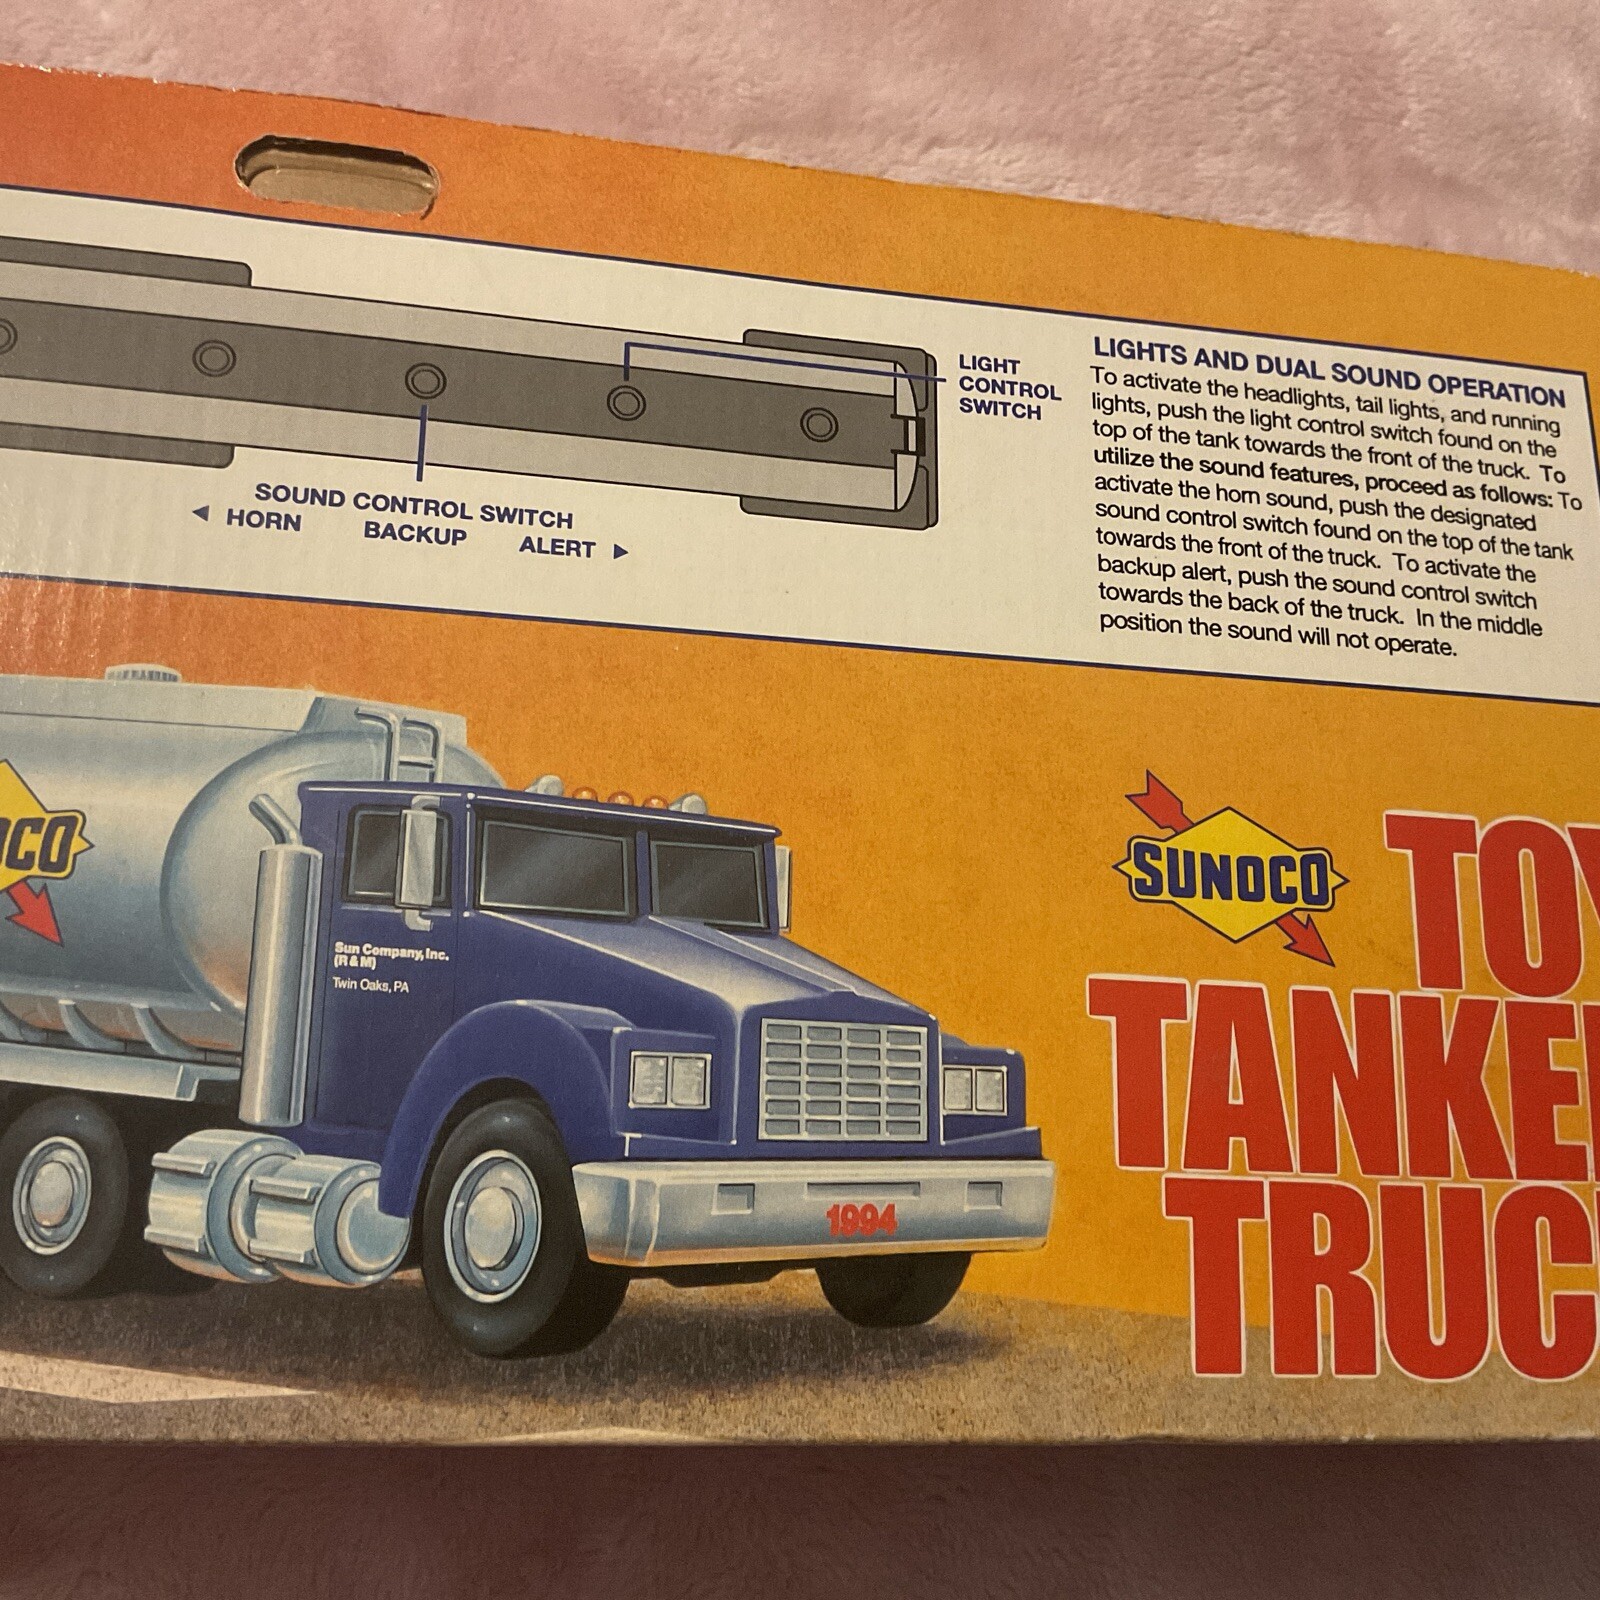 LIGHT
CONTROL
SWITCH
SOUND CONTROL SWITCH
◄ HORN BACKUP ALERT ►
LIGHTS AND DUAL SOUND OPERATION
To activate the headlights, tail lights, and running
lights, push the light control switch found on the
top of the tank towards the front of the truck. To
utilize the sound features, proceed as follows: To
activate the horn sound, push the designated
sound control switch found on the top of the tank
towards the front of the truck. To activate the
backup alert, push the sound control switch
towards the back of the truck. In the middle
position the sound will not operate.
OCO
Sun Company, Inc.
(R & M)
Twin Oaks, PA
1994
SUNOCO
TOY
TANKE
TRUC